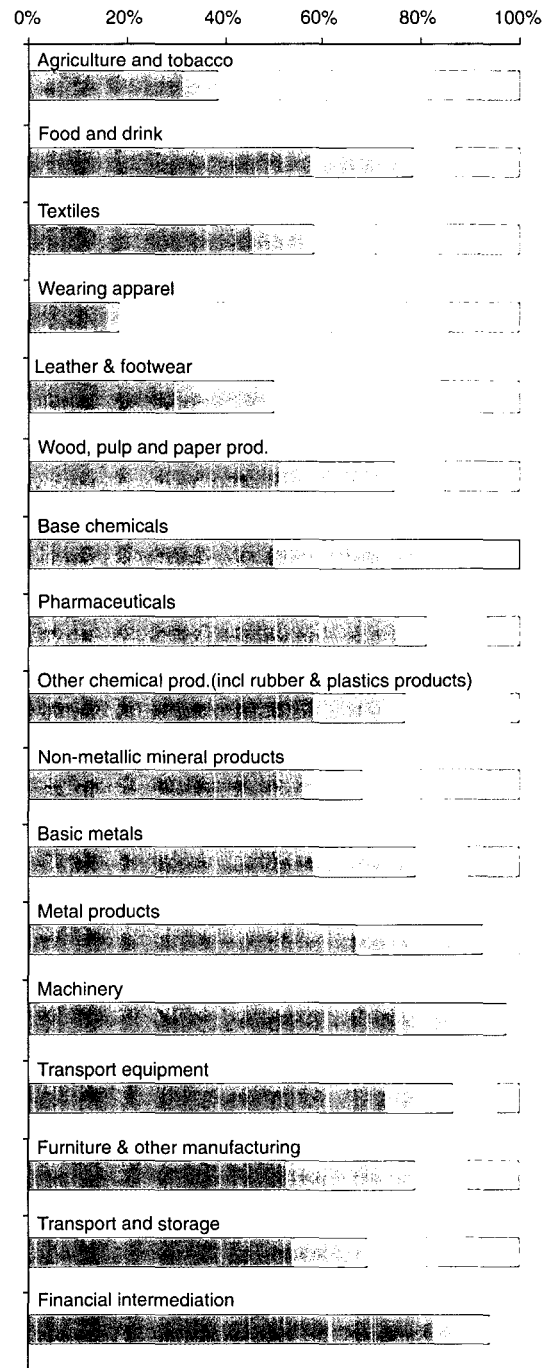 0% 20% 40% 60% 80% 100%
Agriculture and tobacco
Food and drink
Textiles
Wearing apparel
Leather & footwear
Wood, pulp and paper prod.
Base chemicals
Pharmaceuticals
Other chemical prod.(incl rubber & plastics products)
Non-metallic mineral products
Basic metals
Metal products
Machinery
Transport equipment
Furniture & other manufacturing
Transport and storage
Financial intermediation